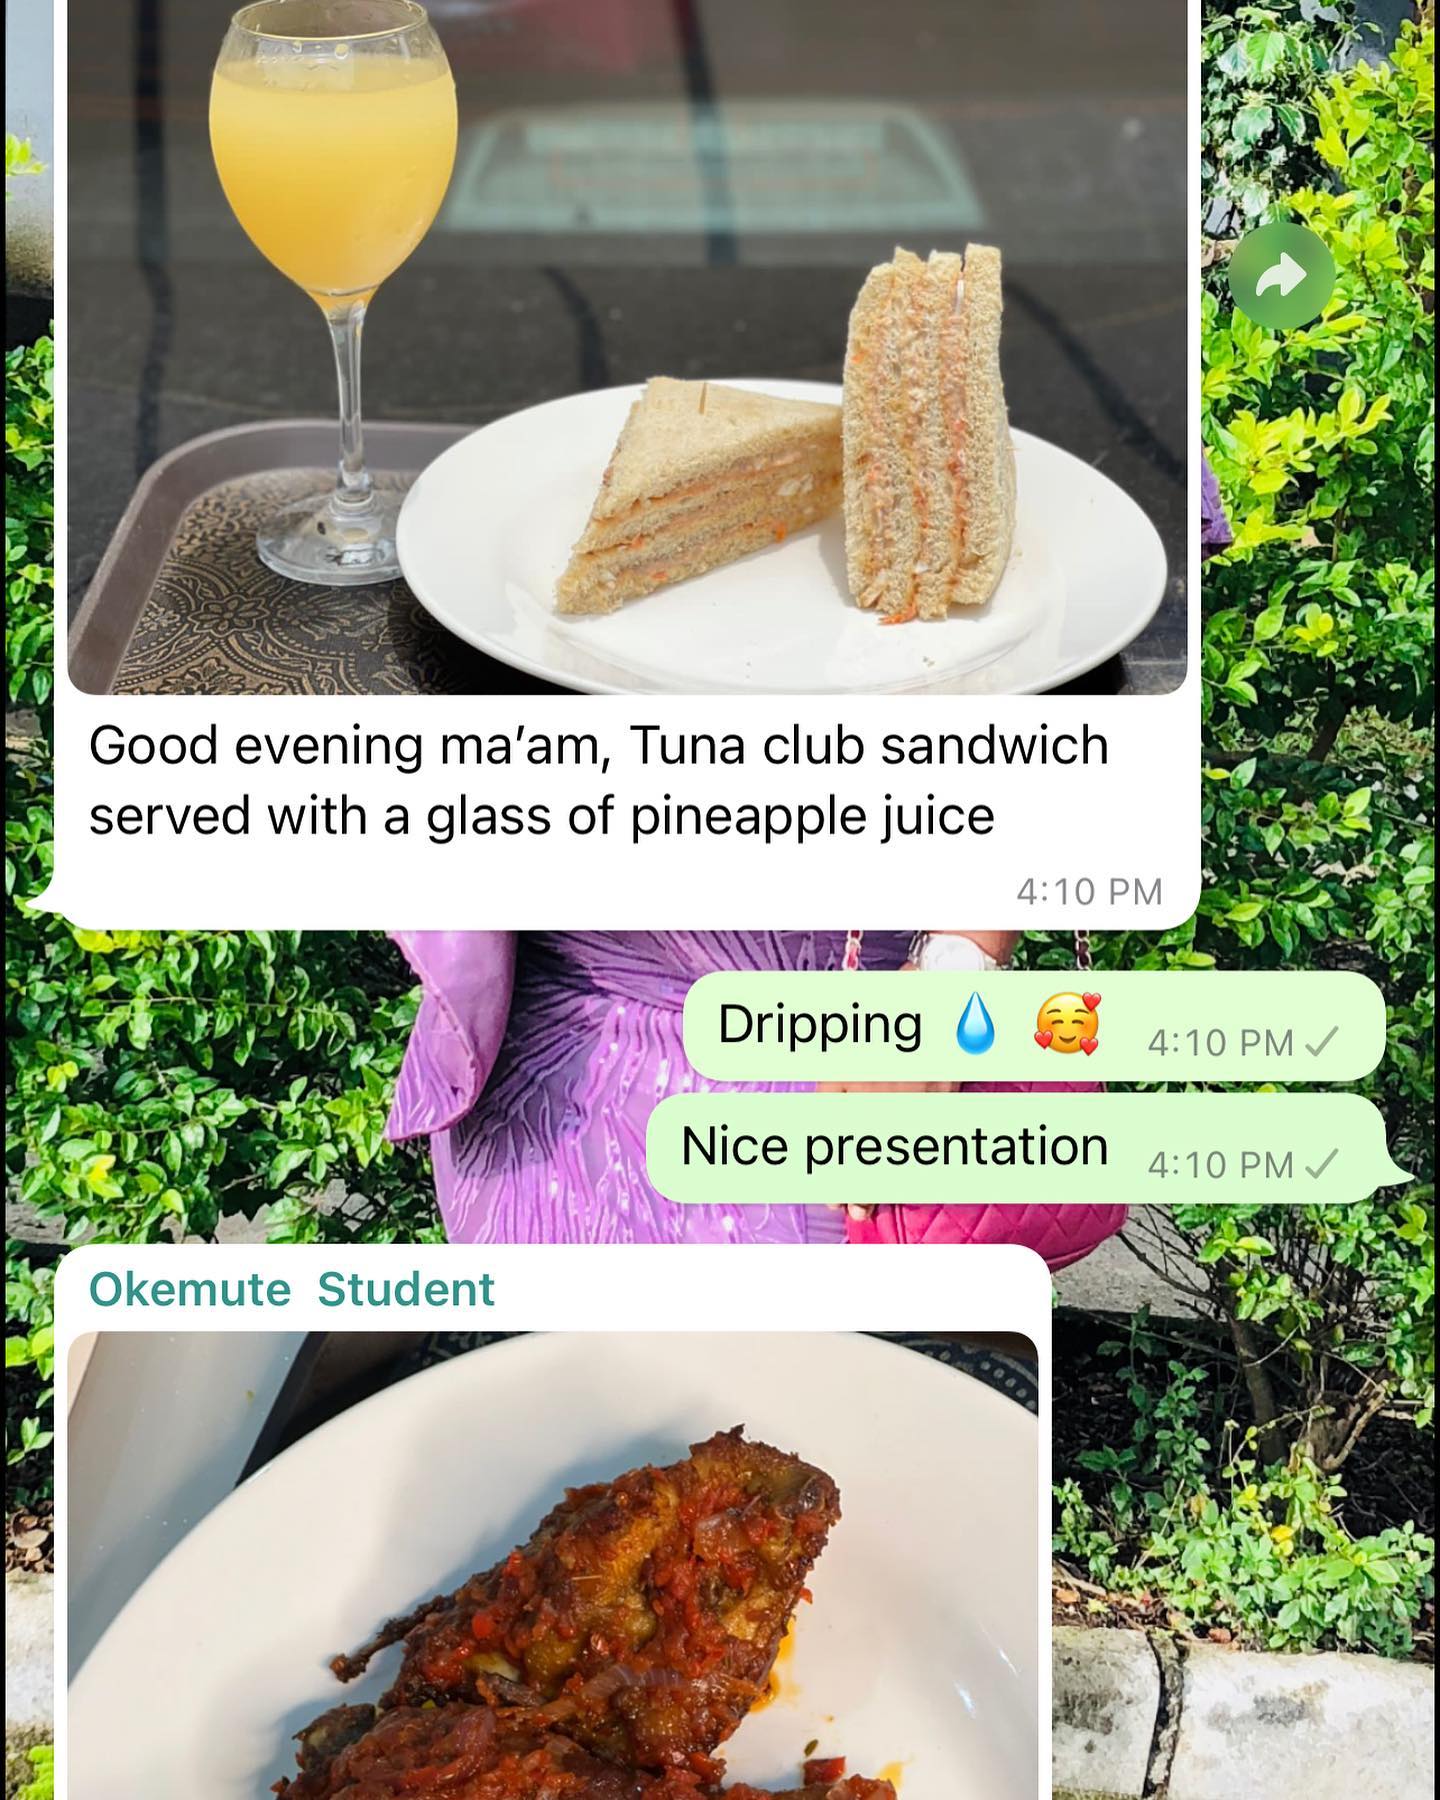 Good evening ma’am, Tuna club sandwich
served with a glass of pineapple juice
4:10 PM
Dripping 💧 🥰 4:10 PM
Nice presentation 4:10 PM
Okemute Student